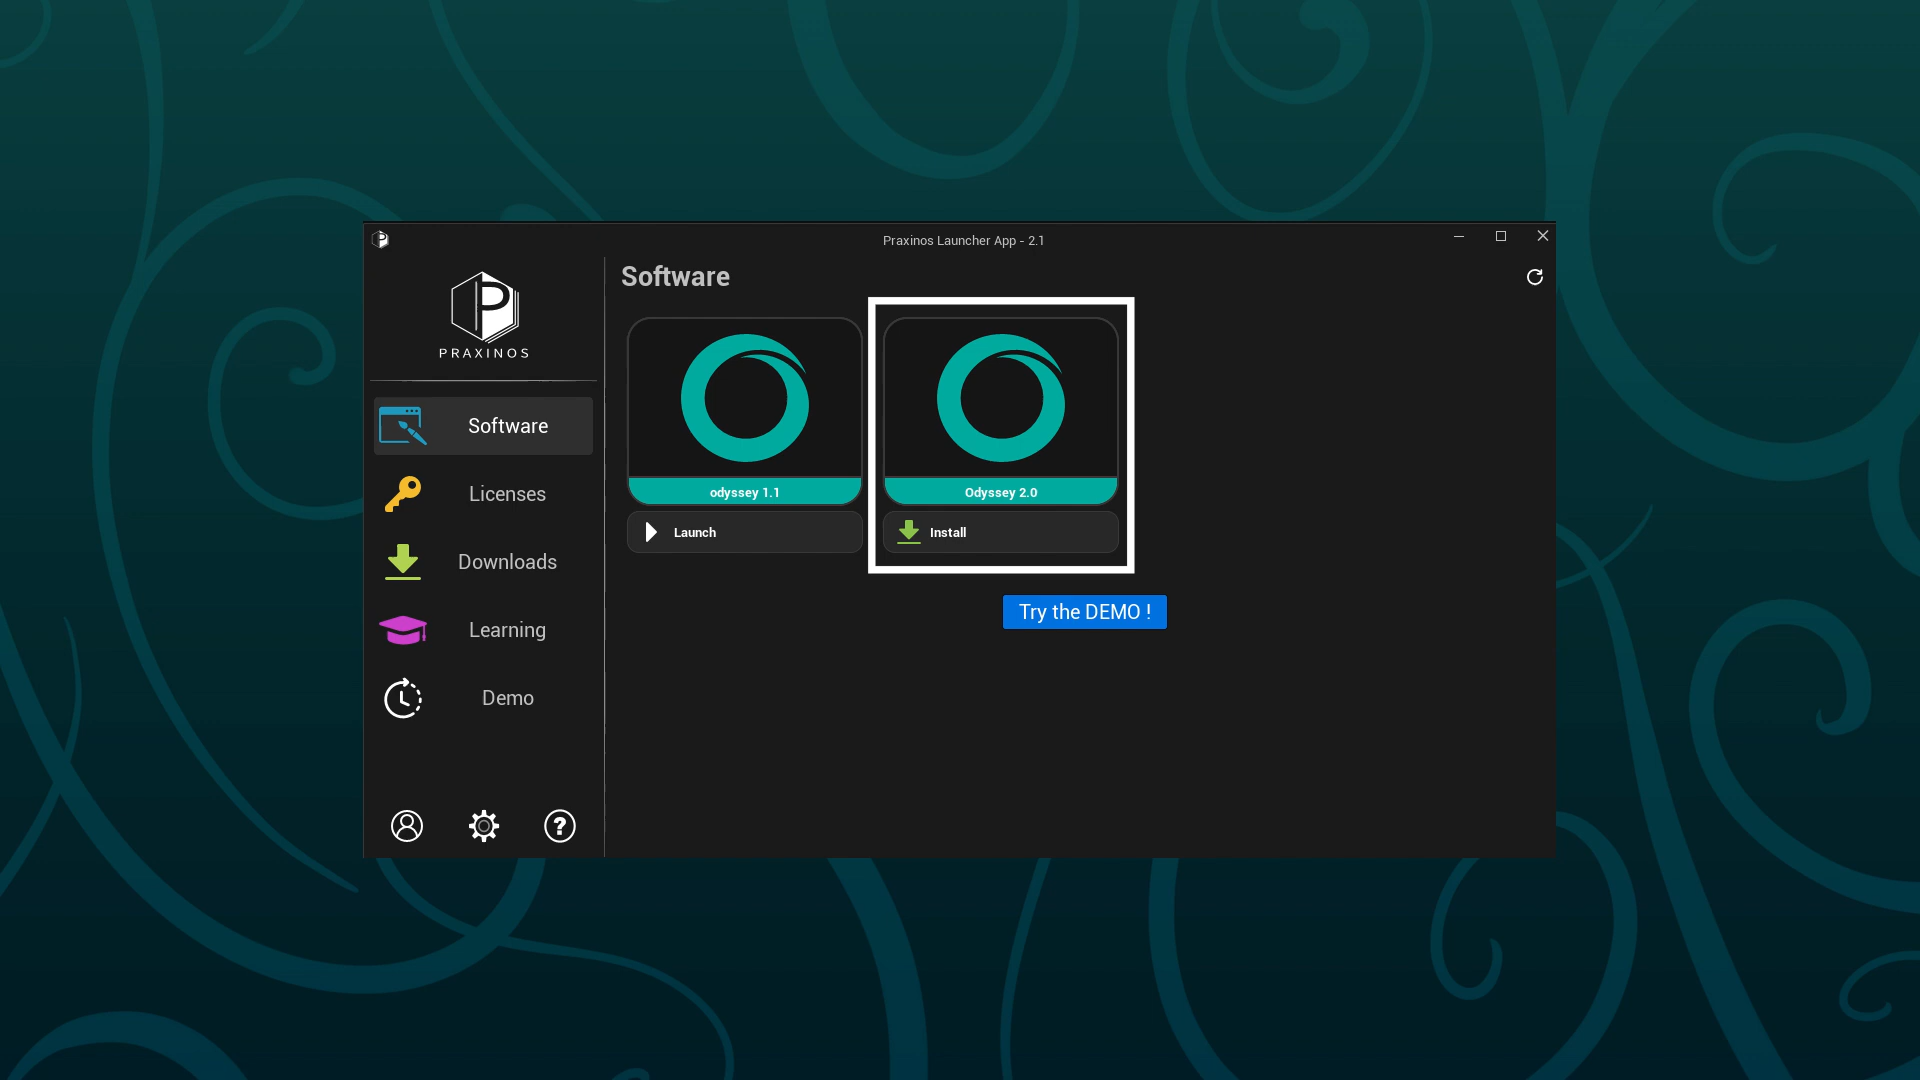 Praxinos Launcher App - 2.1
PRAXINOS
Software
Licenses
Downloads
Learning
Demo
Software
odyssey 1.1
Launch
Odyssey 2.0
Install
Try the DEMO !